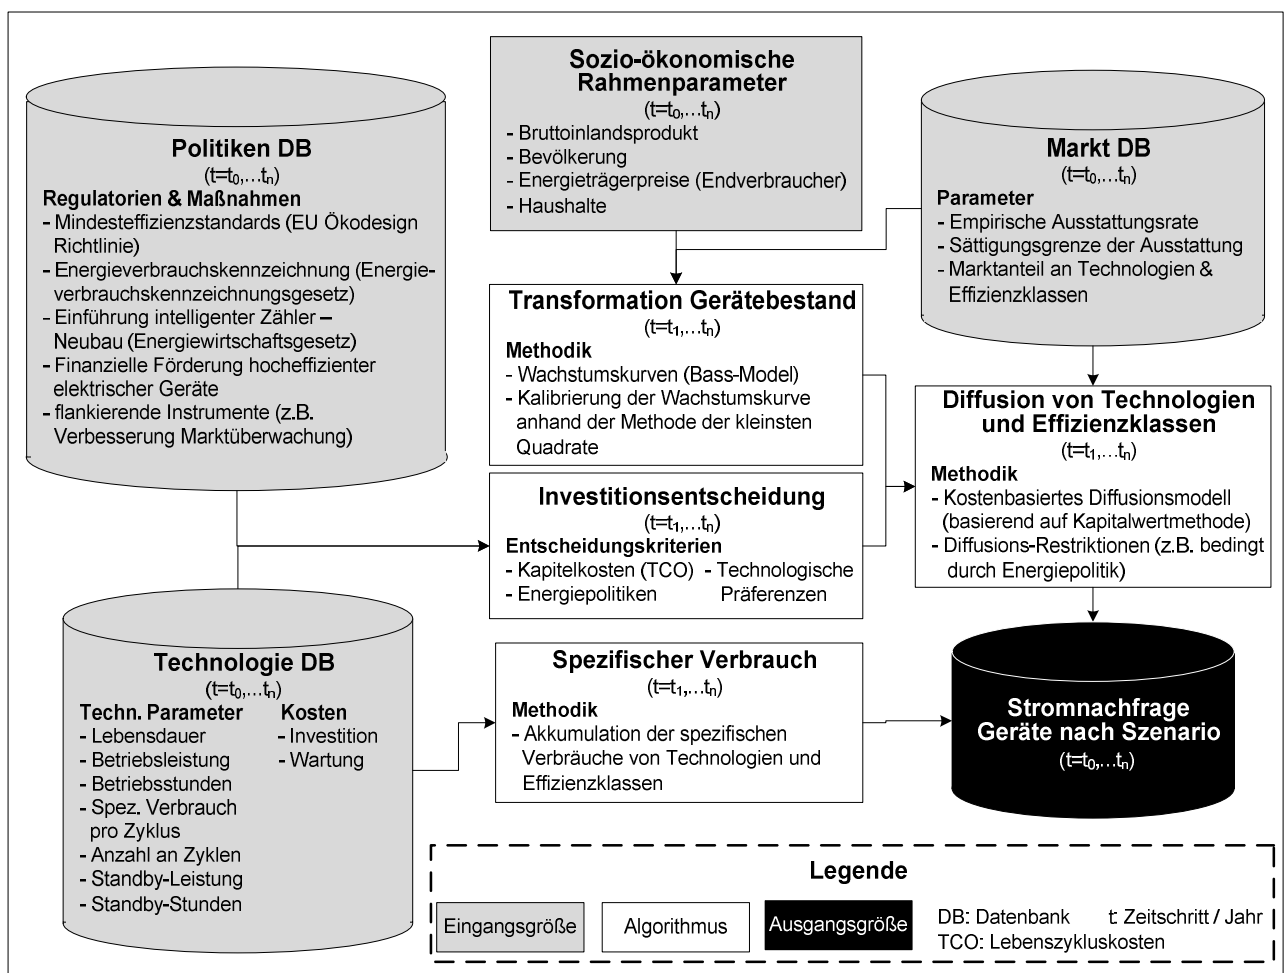 Politiken DB
(t=t0,...tn)
Regulatorien & Maßnahmen
- Mindesteffizienzstandards (EU Ökodesign
Richtlinie)
- Energieverbrauchskennzeichnung (Energie-
verbrauchskennzeichnungsgesetz)
- Einführung intelligenter Zähler –
Neubau (Energiewirtschaftsgesetz)
- Finanzielle Förderung hocheffizienter
elektrischer Geräte
- flankierende Instrumente (z.B.
Verbesserung Marktüberwachung)
Sozio-ökonomische
Rahmenparameter
(t=t0,...tn)
- Bruttoinlandsprodukt
- Bevölkerung
- Energieträgerpreise (Endverbraucher)
- Haushalte
Markt DB
(t=t0,...tn)
Parameter
- Empirische Ausstattungsrate
- Sättigungsgrenze der Ausstattung
- Marktanteil an Technologien &
Effizienzklassen
Transformation Gerätebestand
(t=t1,...tn)
Methodik
- Wachstumskurven (Bass-Model)
- Kalibrierung der Wachstumskurve
anhand der Methode der kleinsten
Quadrate
Diffusion von Technologien
und Effizienzklassen
(t=t1,...tn)
Methodik
- Kostenbasiertes Diffusionsmodell
(basierend auf Kapitalwertmethode)
- Diffusions-Restriktionen (z.B. bedingt
durch Energiepolitik)
Investitionsentscheidung
(t=t1,...tn)
Entscheidungskriterien
- Kapitelkosten (TCO)
- Energiepolitiken
- Technologische
Präferenzen
Technologie DB
(t=t0,...tn)
Techn. Parameter
- Lebensdauer
- Betriebsleistung
- Betriebsstunden
- Spez. Verbrauch
pro Zyklus
- Anzahl an Zyklen
- Standby-Leistung
- Standby-Stunden
Kosten
- Investition
- Wartung
Spezifischer Verbrauch
(t=t1,...tn)
Methodik
- Akkumulation der spezifischen
Verbräuche von Technologien und
Effizienzklassen
Stromnachfrage
Geräte nach Szenario
(t=t0,...tn)
Legende
Eingangsgröße
Algorithmus
Ausgangsgröße
DB: Datenbank t: Zeitschritt / Jahr
TCO: Lebenszykluskosten